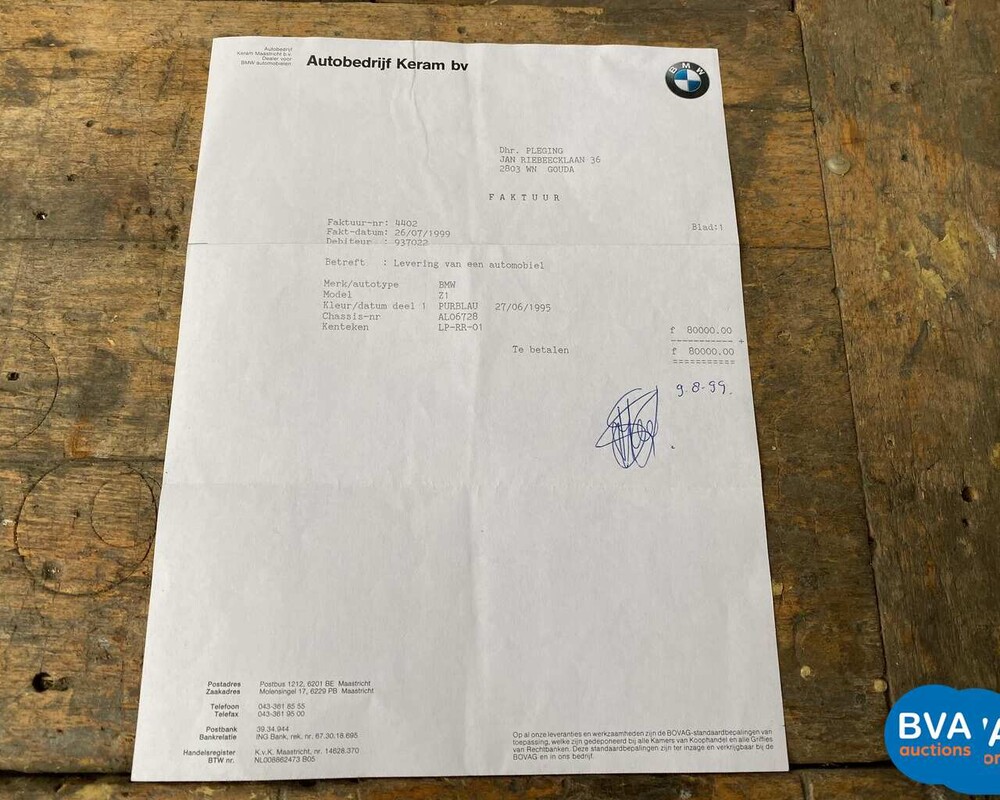 Autobedrijf
Keram Maastricht b.v.
Dealer voor
BMW automobielen
Autobedrijf Keram bv
BMW
Dhr. PLEGING
JAN RIEBEECKLAAN 36
2803 WN GOUDA
FAKTUUR
Faktuur-nr: 4402
Blad:1
Fakt-datum: 26/07/1999
Debiteur : 937022
Betreft : Levering van een automobiel
Merk/autotype BMW
Model Z1
Kleur/datum deel 1 PURBLAU 27/06/1995
Chassis-nr AL06728
Kenteken LP-RR-01
f 80000.00
----------- +
Te betalen f 80000.00
===========
9.8-99.
Postadres Postbus 1212, 6201 BE Maastricht
Zaakadres Molensingel 17, 6229 PB Maastricht
Telefoon 043-361 85 55
Telefax 043-361 95 00
Postbank 39.34.944
Bankrelatie ING Bank, rek. nr. 67.30.18.695
Handelsregister K.v.K. Maastricht, nr. 14628.370
BTW nr. NL008862473 B05
Op al onze leveranties en werkzaamheden zijn de BOVAG-standaardbepalingen van
toepassing, welke zijn gedeponeerd bij alle Kamers van Koophandel en alle Griffies
van Rechtbanken. Deze standaardbepalingen zijn ter inzage en verkrijgbaar bij de
BOVAG en in ons bedrijf.
BVA
auctions